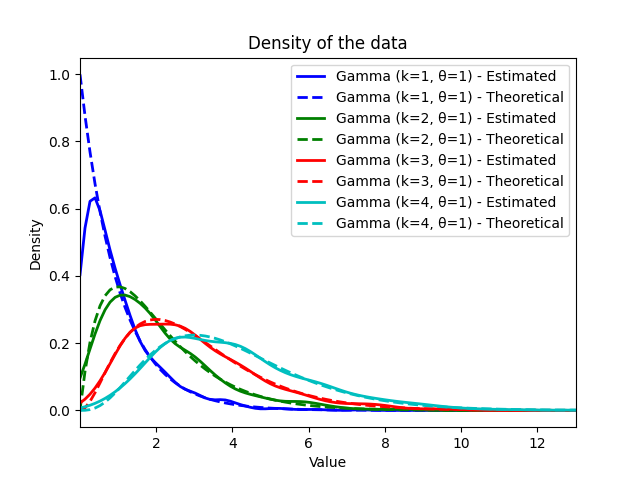 Density of the data
Gamma (k=1, θ=1) - Estimated
Gamma (k=1, θ=1) - Theoretical
Gamma (k=2, θ=1) - Estimated
Gamma (k=2, θ=1) - Theoretical
Gamma (k=3, θ=1) - Estimated
Gamma (k=3, θ=1) - Theoretical
Gamma (k=4, θ=1) - Estimated
Gamma (k=4, θ=1) - Theoretical
Density
1.0
0.8
0.6
0.4
0.2
0.0
2 4 6 8 10 12
Value